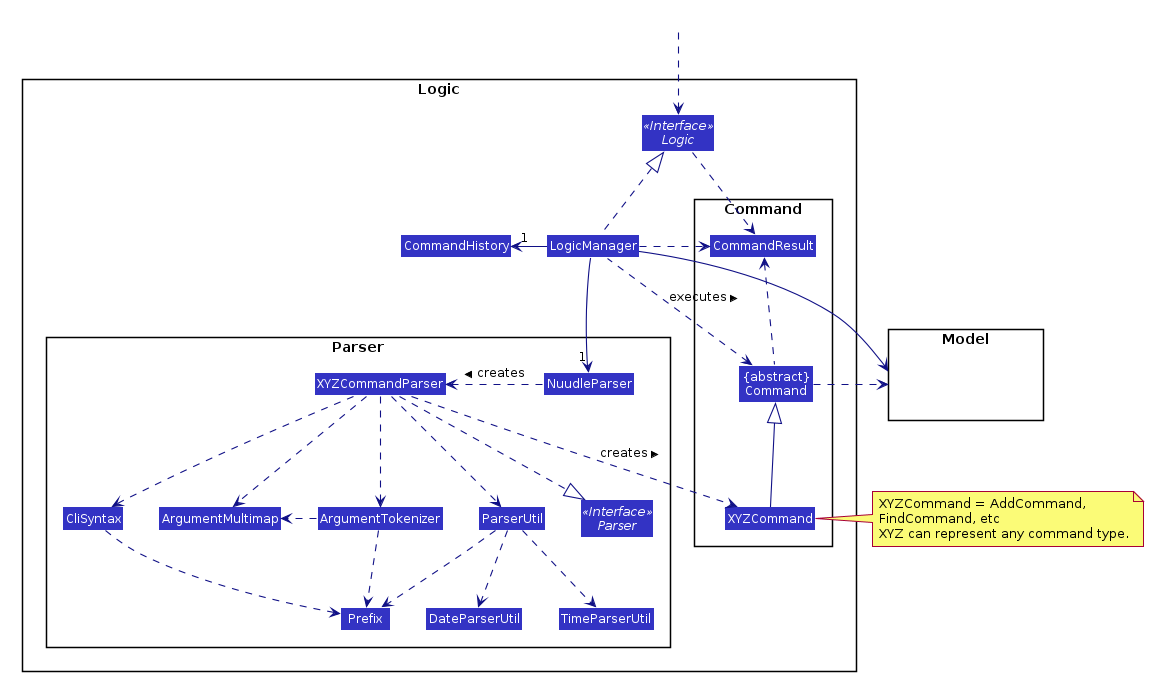 Logic
«Interface»
Logic
Command
CommandHistory
1
LogicManager
CommandResult
executes ►
Model
Parser
1
XYZCommandParser
◄ creates
NuudleParser
{abstract}
Command
creates ►
CliSyntax
ArgumentMultimap
ArgumentTokenizer
ParserUtil
«Interface»
Parser
XYZCommand
XYZCommand = AddCommand,
FindCommand, etc
XYZ can represent any command type.
Prefix
DateParserUtil
TimeParserUtil